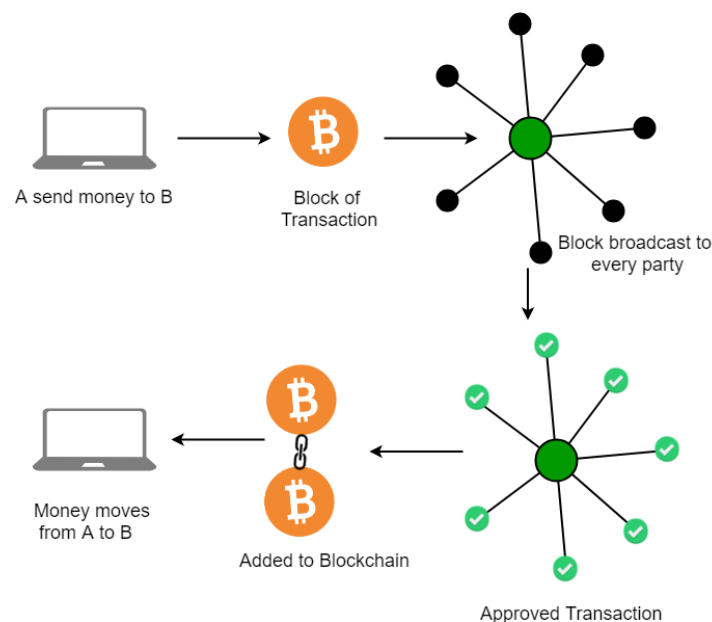 A send money to B
Block of
Transaction
Block broadcast to
every party
Money moves
from A to B
Added to Blockchain
Approved Transaction